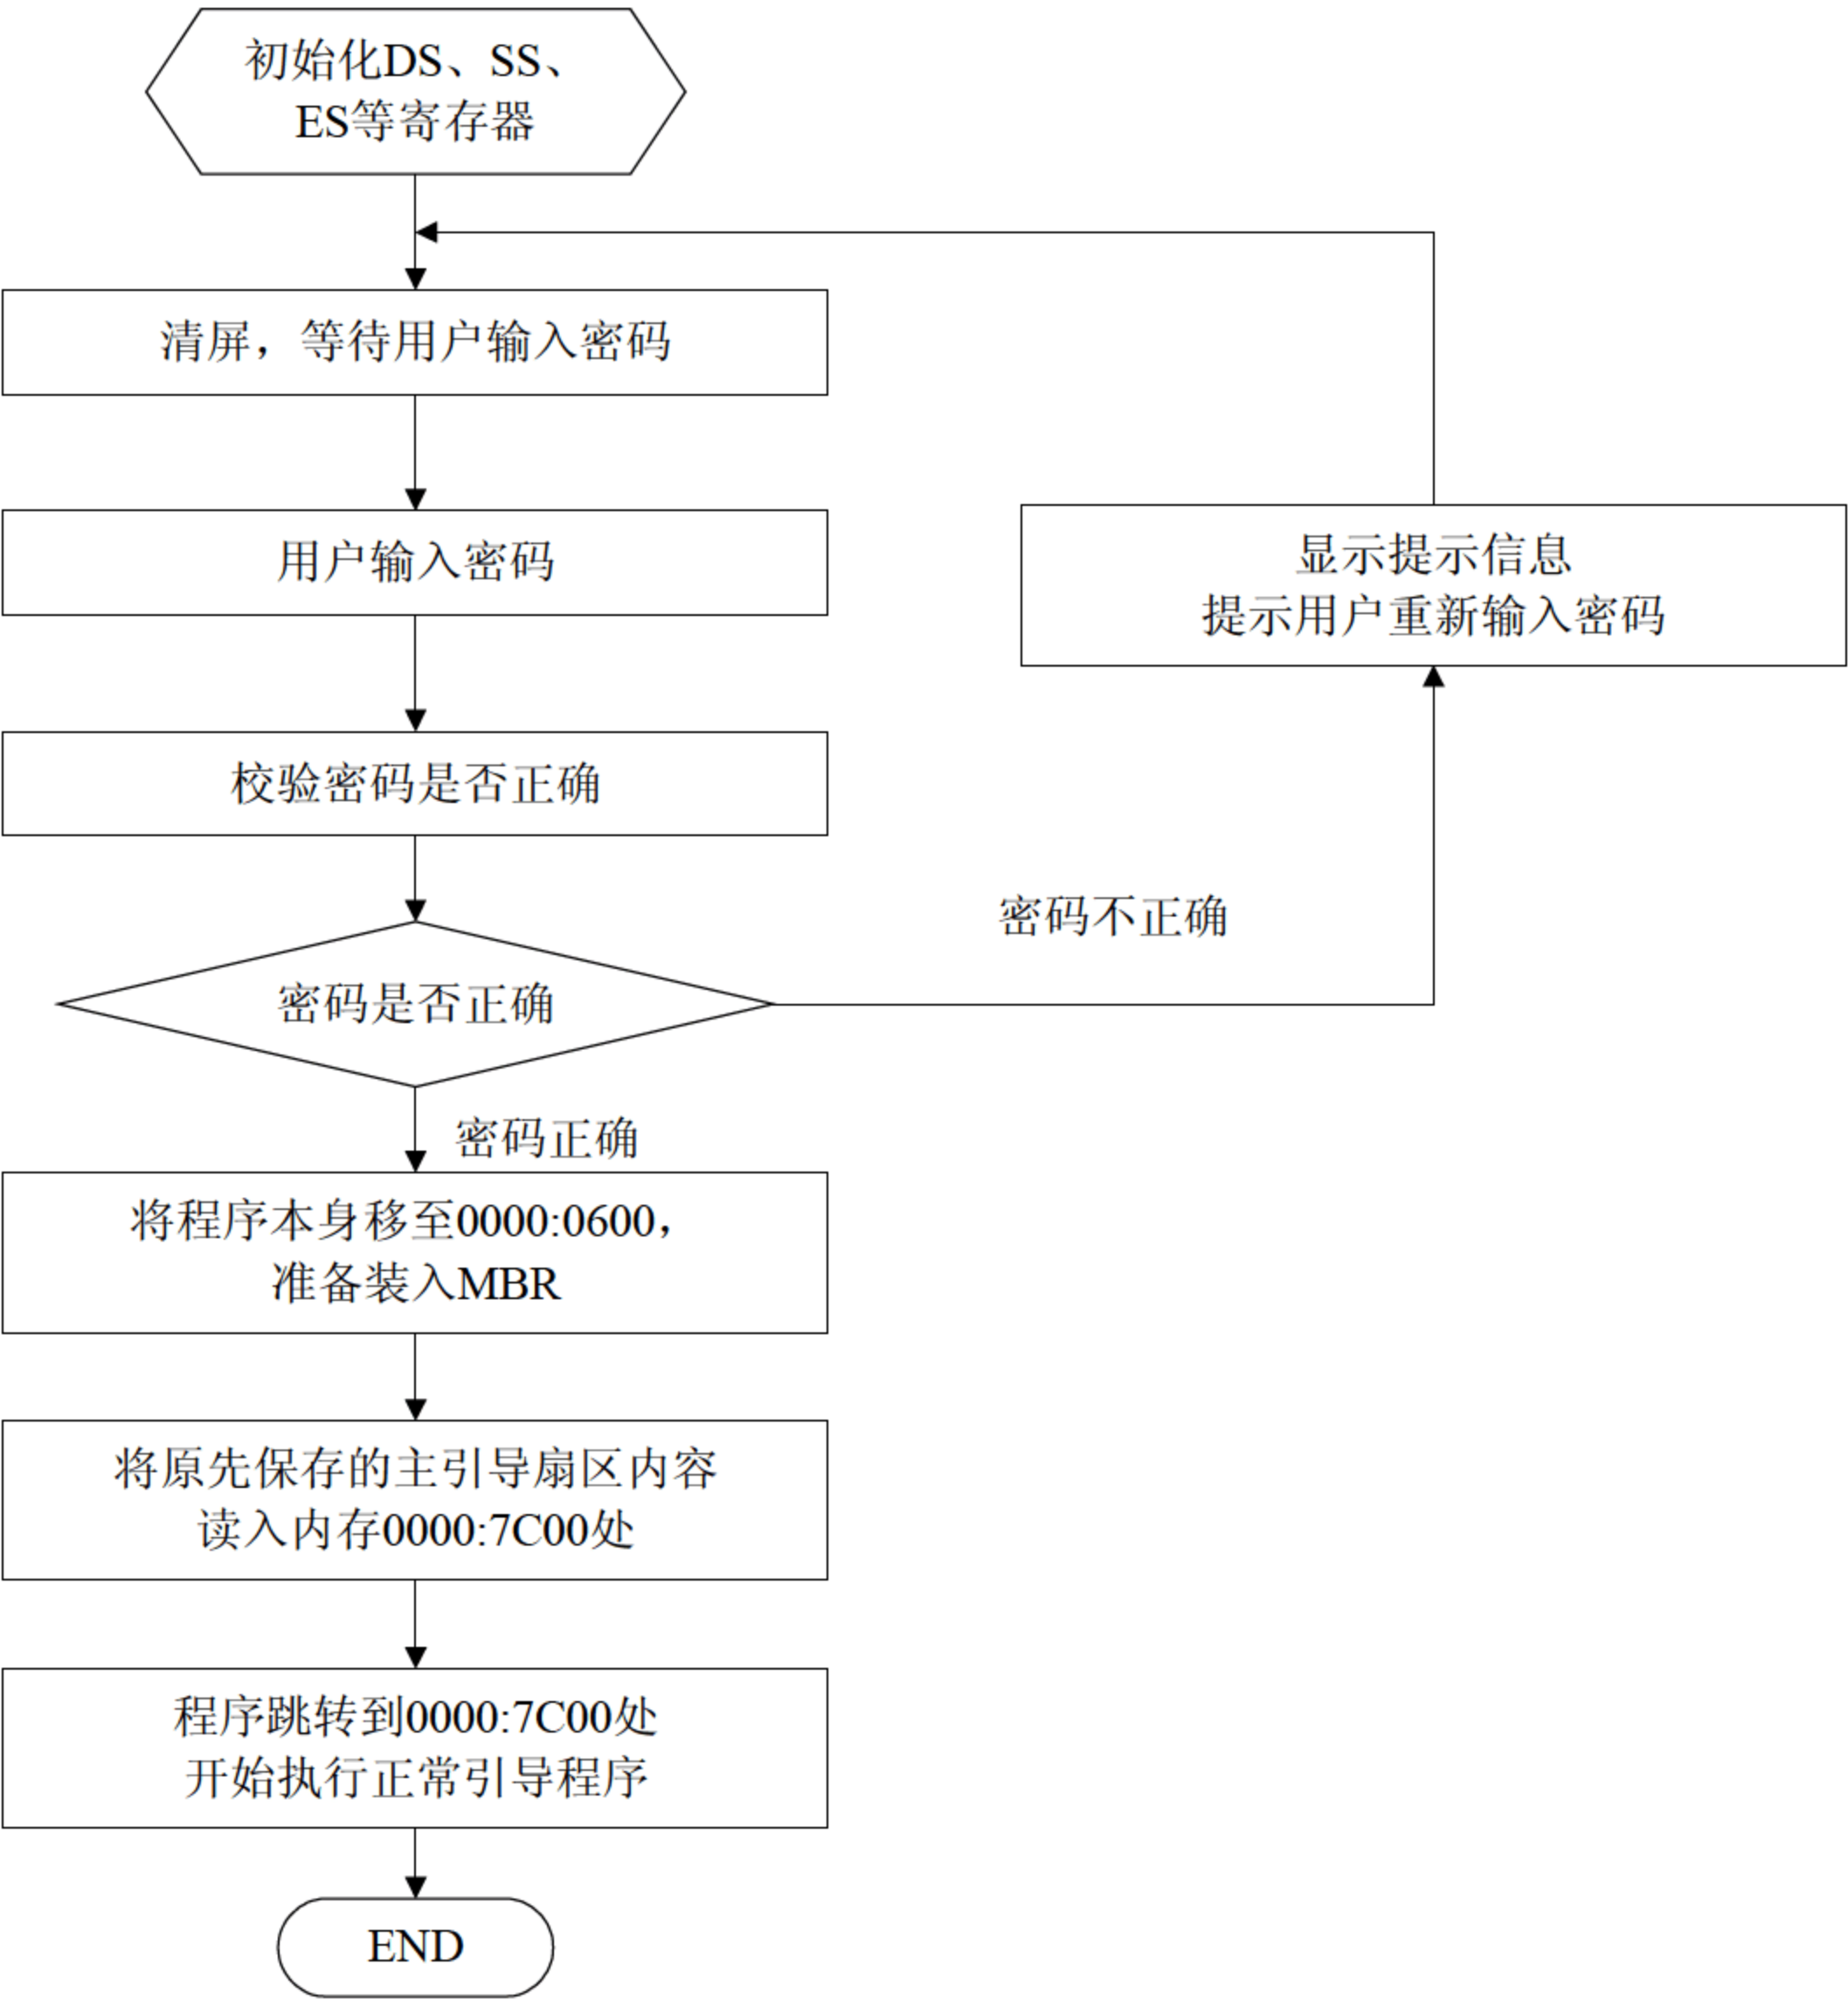 初始化DS、SS、
ES等寄存器
清屏，等待用户输入密码
用户输入密码
显示提示信息
提示用户重新输入密码
校验密码是否正确
密码不正确
密码是否正确
密码正确
将程序本身移至0000:0600，
准备装入MBR
将原先保存的主引导扇区内容
读入内存0000:7C00处
程序跳转到0000:7C00处
开始执行正常引导程序
END